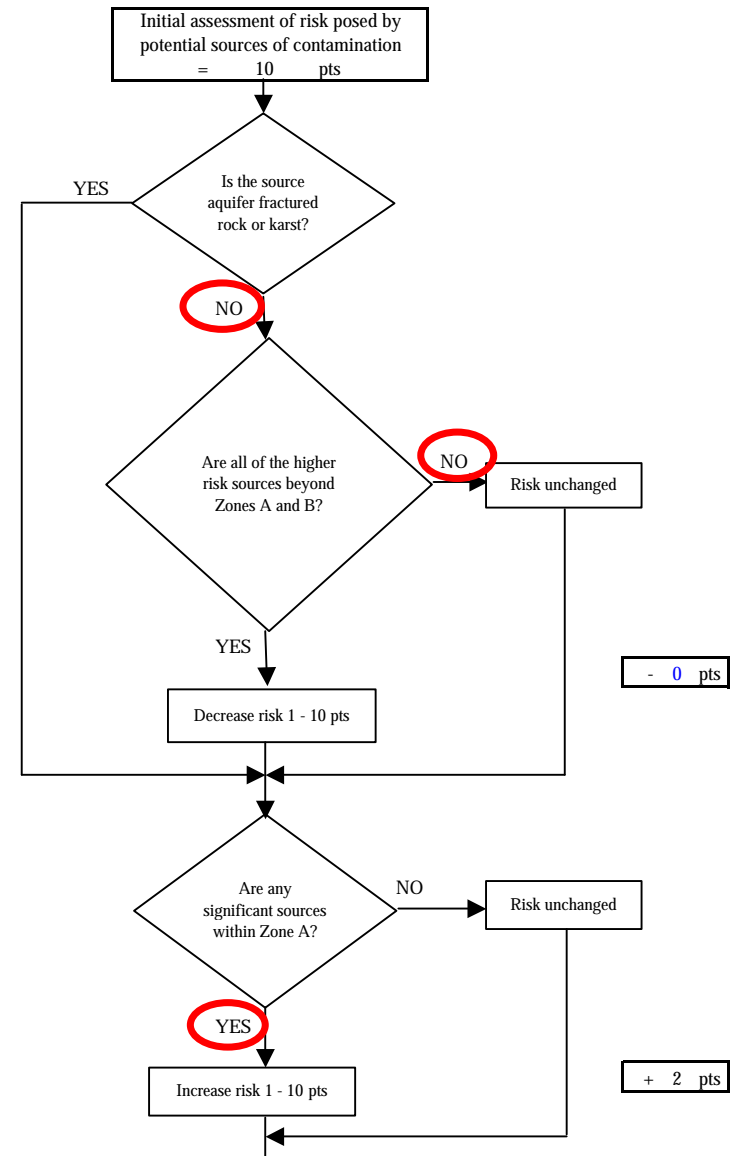 Initial assessment of risk posed by
potential sources of contamination
= 10 pts
YES
Is the source
aquifer fractured
rock or karst?
NO
Are all of the higher
risk sources beyond
Zones A and B?
NO
Risk unchanged
YES
- 0 pts
Decrease risk 1 - 10 pts
Are any
significant sources
within Zone A?
NO
Risk unchanged
YES
Increase risk 1 - 10 pts
+ 2 pts